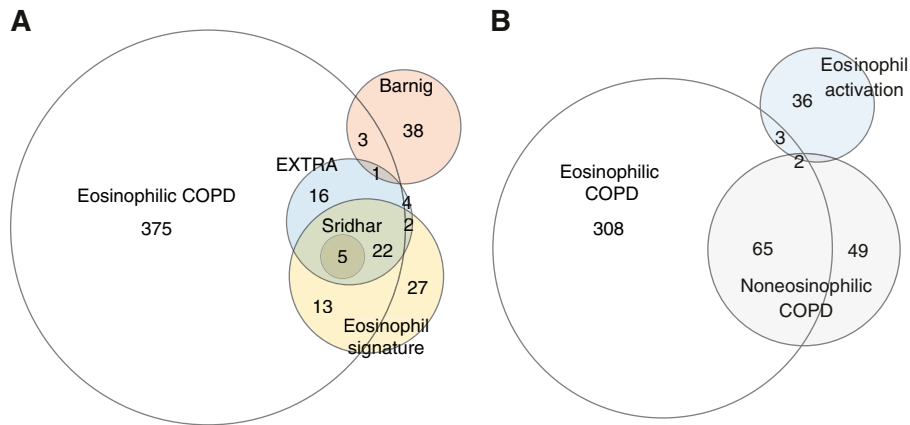 A
Barnig
38
3
EXTRA
1
16
4
Eosinophilic COPD
375
Sridhar
2
5
22
27
13
Eosinophil
signature
B
Eosinophil
activation
36
3
2
Eosinophilic
COPD
308
65
49
Noneosinophilic
COPD